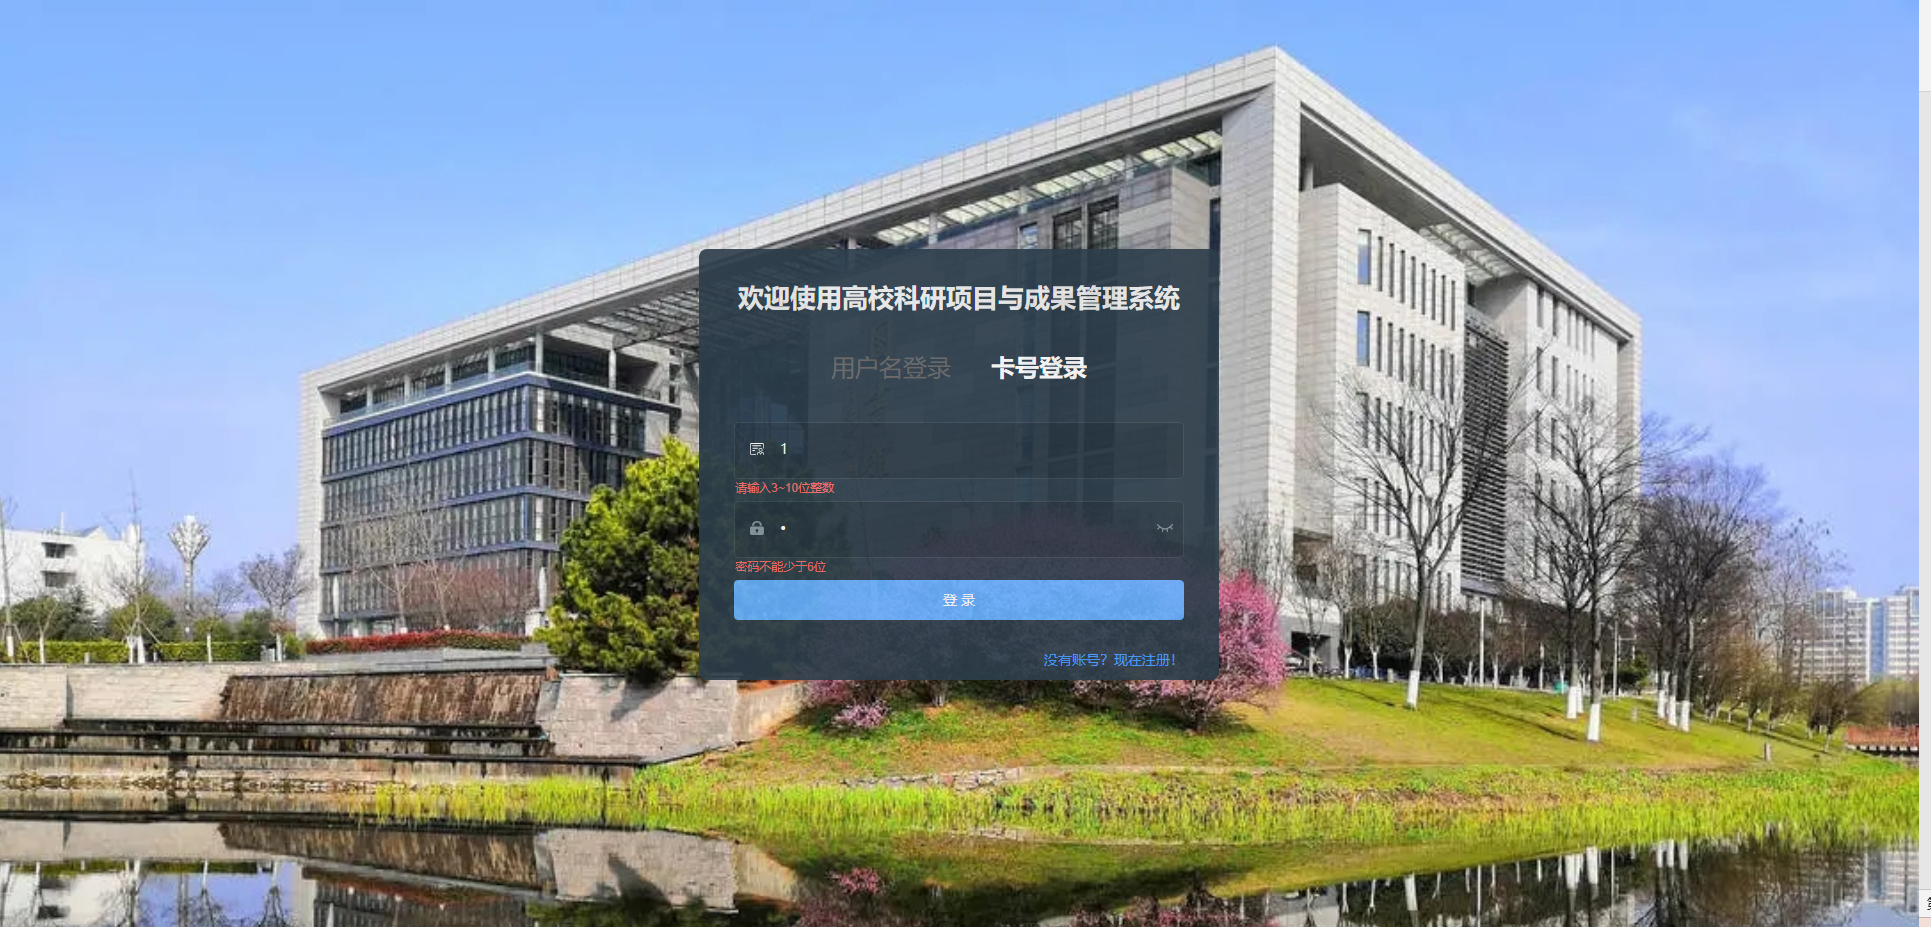 欢迎使用高校科研项目与成果管理系统
用户名登录 卡号登录
1
请输入3~10位整数
密码不能少于6位
登 录
没有账号？现在注册！